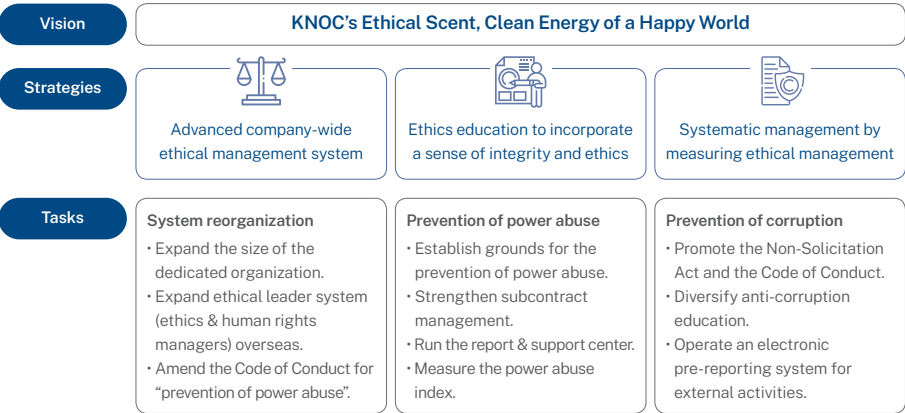 Vision
KNOC's Ethical Scent, Clean Energy of a Happy World
Strategies
Advanced company-wide
ethical management system
Ethics education to incorporate
a sense of integrity and ethics
Systematic management by
measuring ethical management
Tasks
System reorganization
· Expand the size of the
dedicated organization.
· Expand ethical leader system
(ethics & human rights
managers) overseas.
· Amend the Code of Conduct for
“prevention of power abuse”.
Prevention of power abuse
· Establish grounds for the
prevention of power abuse.
· Strengthen subcontract
management.
· Run the report & support center.
· Measure the power abuse
index.
Prevention of corruption
· Promote the Non-Solicitation
Act and the Code of Conduct.
· Diversify anti-corruption
education.
· Operate an electronic
pre-reporting system for
external activities.